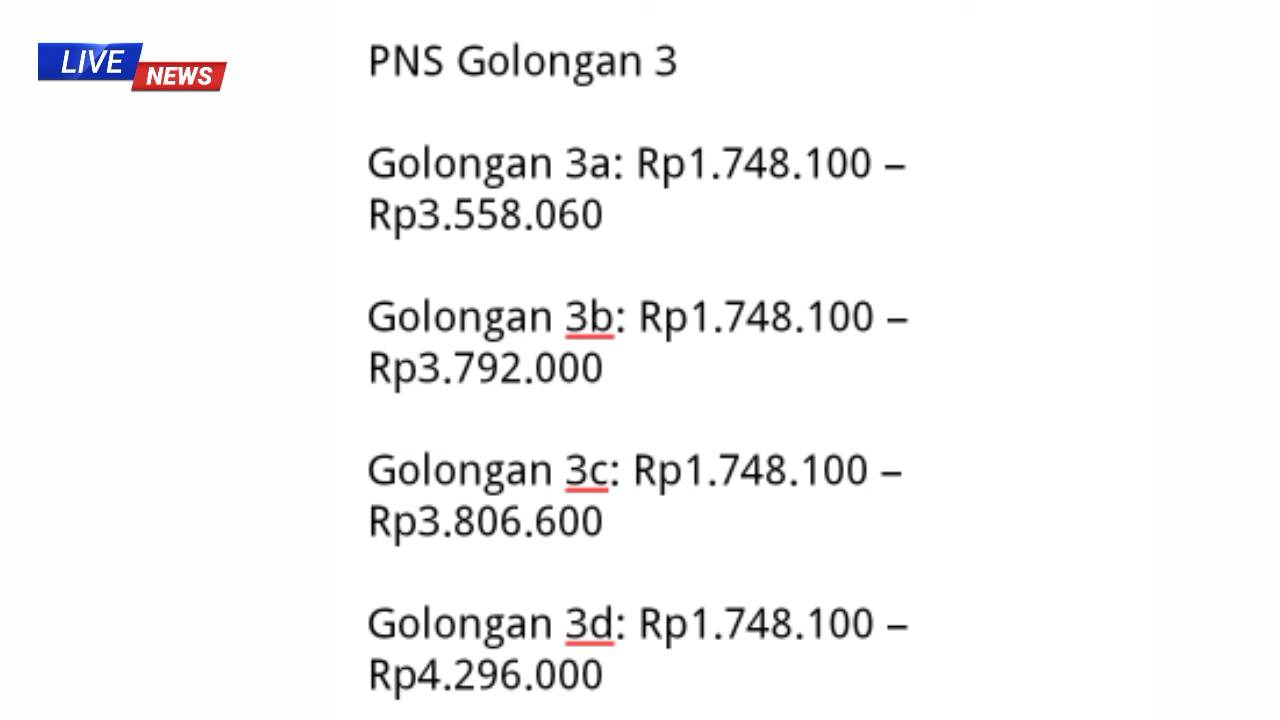 LIVE
NEWS
PNS Golongan 3
Golongan 3a: Rp1.748.100 –
Rp3.558.060
Golongan 3b: Rp1.748.100 –
Rp3.792.000
Golongan 3c: Rp1.748.100 –
Rp3.806.600
Golongan 3d: Rp1.748.100 –
Rp4.296.000